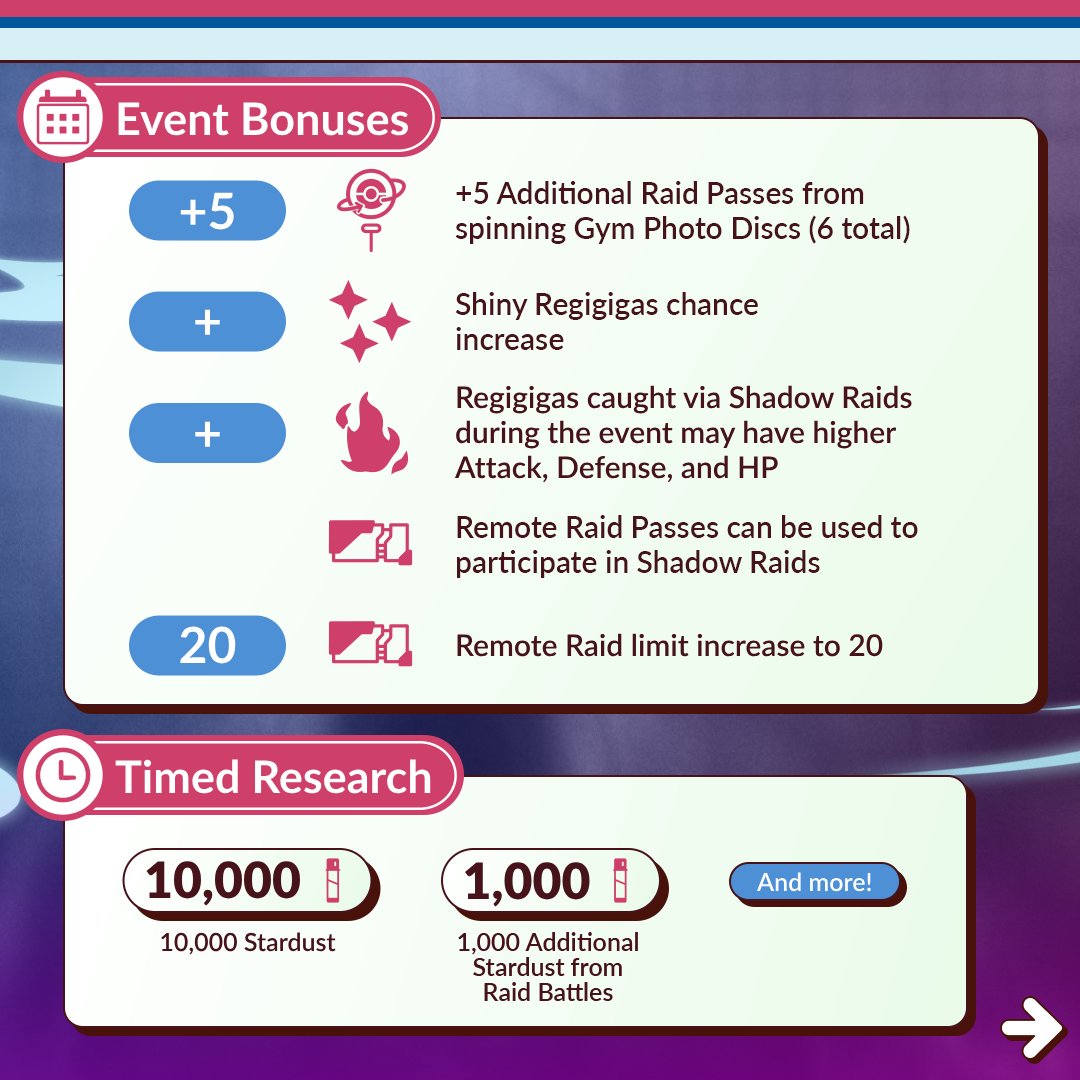 Event Bonuses
+5
+5 Additional Raid Passes from
spinning Gym Photo Discs (6 total)
+
Shiny Regigigas chance
increase
+
Regigigas caught via Shadow Raids
during the event may have higher
Attack, Defense, and HP
Remote Raid Passes can be used to
participate in Shadow Raids
20
Remote Raid limit increase to 20
Timed Research
10,000
10,000 Stardust
1,000
1,000 Additional
Stardust from
Raid Battles
And more!